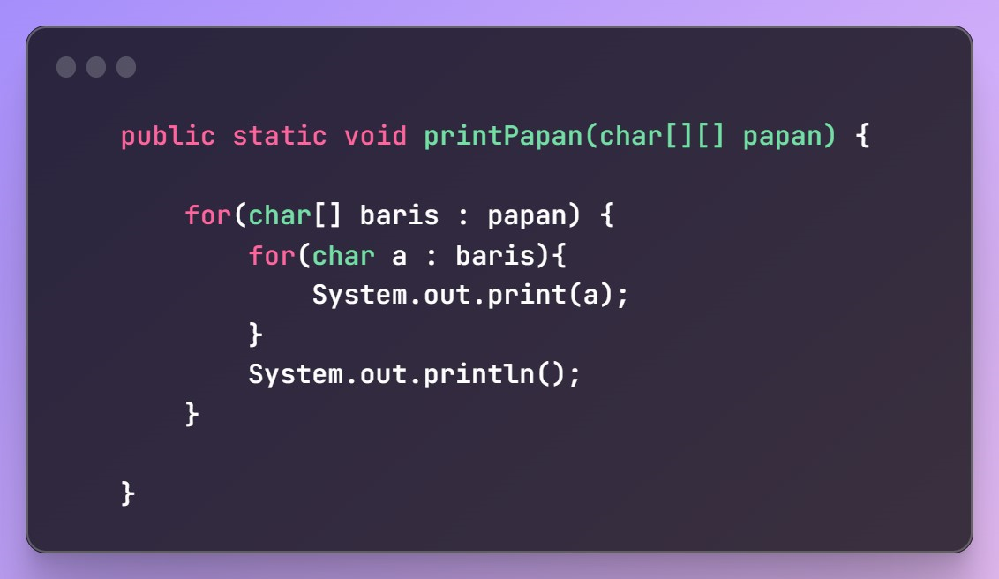 public static void printPapan(char[][] papan) {
for(char[] baris : papan) {
for(char a : baris){
System.out.print(a);
}
System.out.println();
}
}